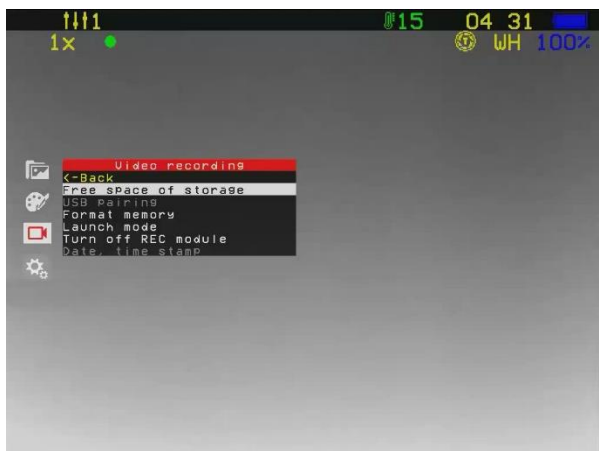 1 15 04 31
1x WH 100%
Video recording
<-Back
Free space of storage
USB pairing
Format memory
Launch mode
Turn off REC module
Date, time stamp